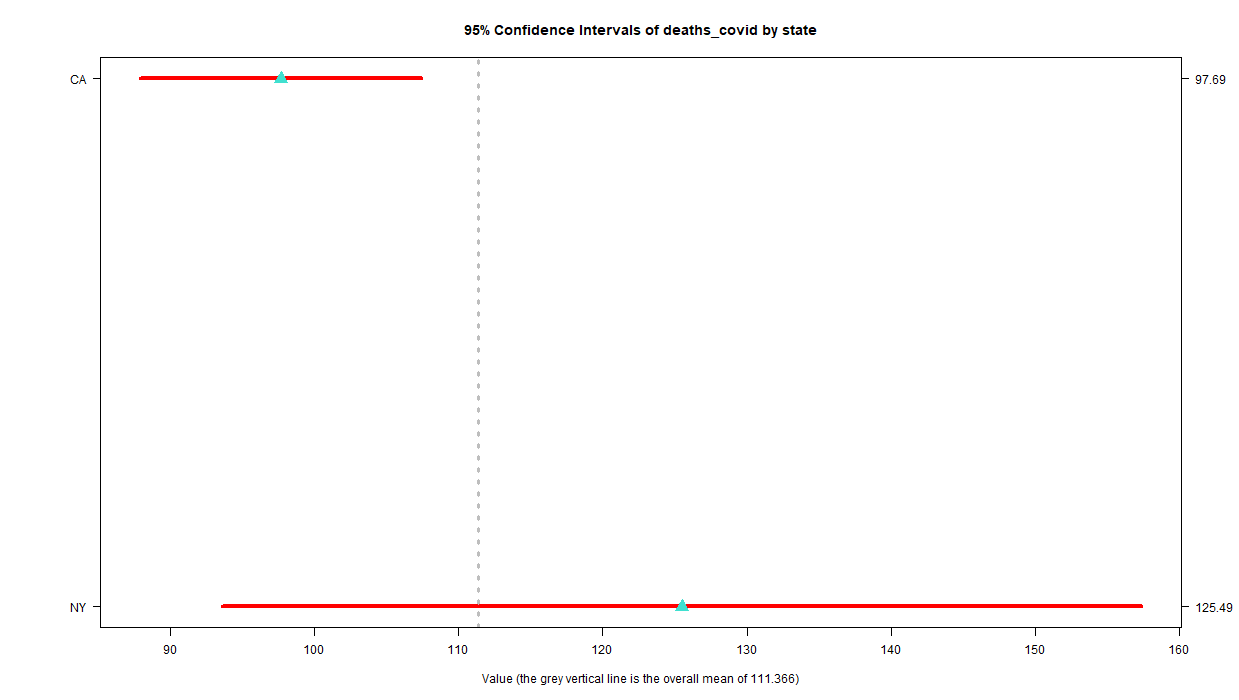 95% Confidence Intervals of deaths_covid by state
CA
97.69
NY
125.49
90 100 110 120 130 140 150 160
Value (the grey vertical line is the overall mean of 111.366)